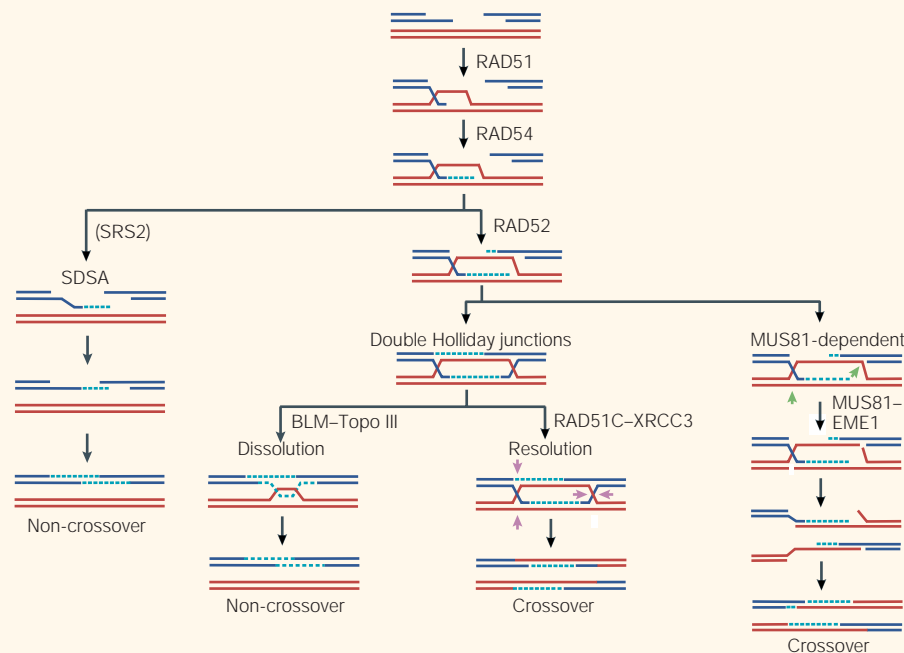 RAD51
RAD54
(SRS2)
RAD52
SDSA
Double Holliday junctions
MUS81-dependent
MUS81–
EME1
BLM–Topo III
RAD51C–XRCC3
Dissolution
Resolution
Non-crossover
Non-crossover
Crossover
Crossover